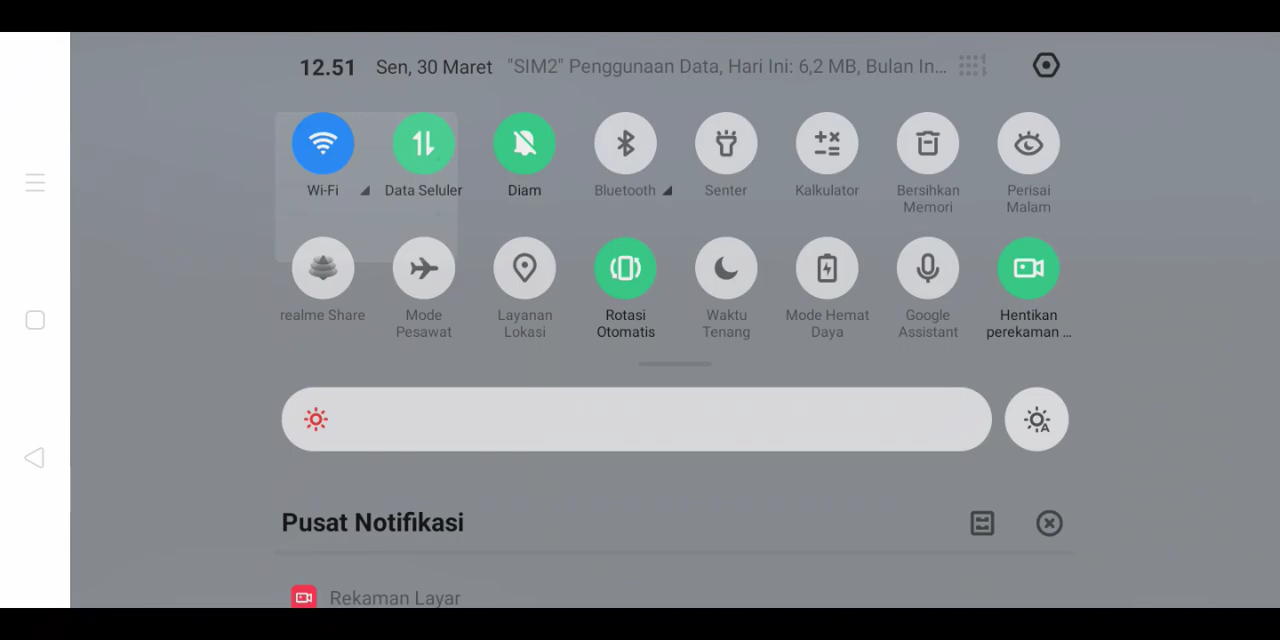 12.51 Sen, 30 Maret "SIM2" Penggunaan Data, Hari Ini: 6,2 MB, Bulan In...
Wi-Fi Data Seluler Diam Bluetooth Senter Kalkulator Bersihkan Memori Perisai Malam
realme Share Mode Pesawat Layanan Lokasi Rotasi Otomatis Waktu Tenang Mode Hemat Daya Google Assistant Hentikan perekaman ...
Pusat Notifikasi
Rekaman Layar